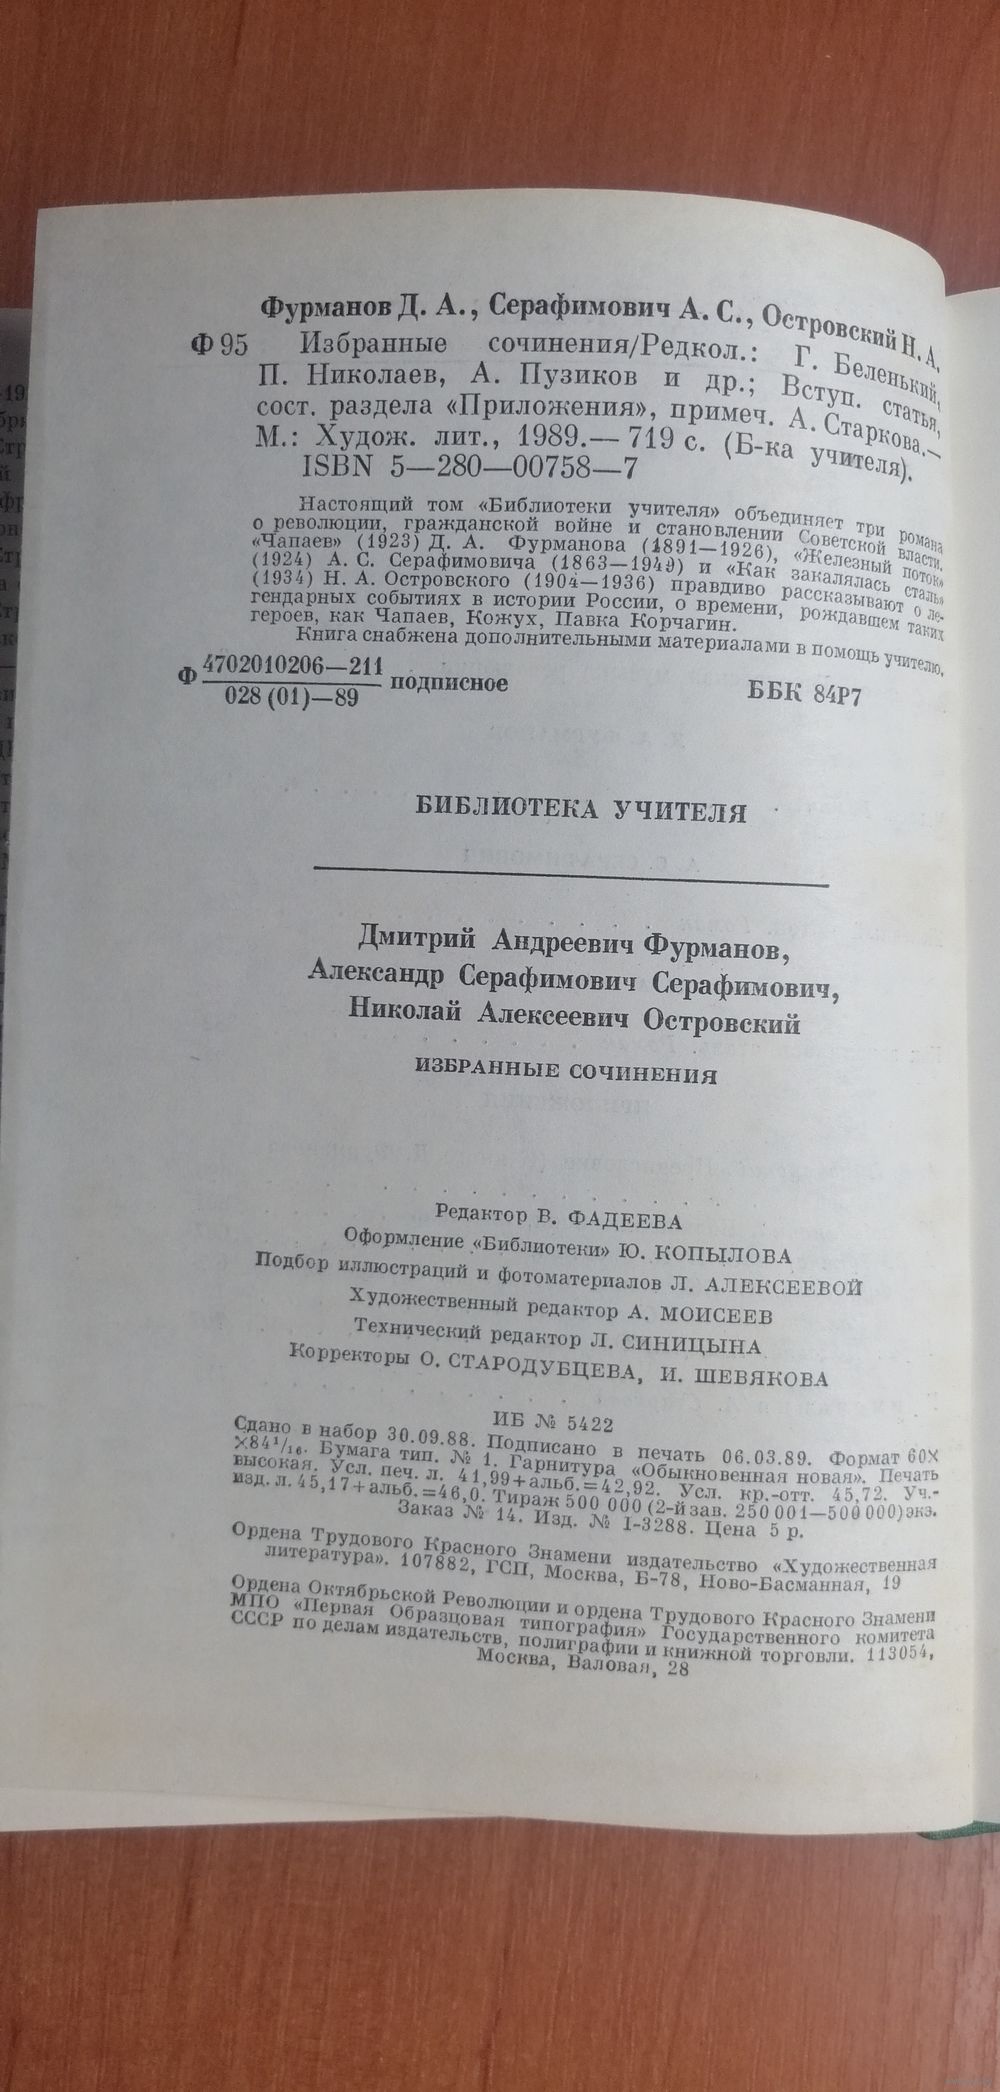 Фурманов Д. А., Серафимович А. С., Островский Н. А.
Ф 95 Избранные сочинения/Редкол.: Г. Беленький,
П. Николаев, А. Пузиков и др.; Вступ. статья,
сост. раздела «Приложения», примеч. А. Старкова.—
М.: Худож. лит., 1989.— 719 с. (Б-ка учителя).
ISBN 5—280—00758—7
Настоящий том «Библиотеки учителя» объединяет три романа
о революции, гражданской войне и становлении Советской власти.
«Чапаев» (1923) Д. А. Фурманова (1891—1926), «Железный поток»
(1924) А. С. Серафимовича (1863—1949) и «Как закалялась сталь»
(1934) Н. А. Островского (1904—1936) правдиво рассказывают о ле-
гендарных событиях в истории России, о времени, рождавшем таких
героев, как Чапаев, Кожух, Павка Корчагин.
Книга снабжена дополнительными материалами в помощь учителю.
Ф 4702010206—211
028 (01)—89 подписное ББК 84Р7
БИБЛИОТЕКА УЧИТЕЛЯ
Дмитрий Андреевич Фурманов,
Александр Серафимович Серафимович,
Николай Алексеевич Островский
ИЗБРАННЫЕ СОЧИНЕНИЯ
Редактор В. ФАДЕЕВА
Оформление «Библиотеки» Ю. КОПЫЛОВА
Подбор иллюстраций и фотоматериалов Л. АЛЕКСЕЕВОЙ
Художественный редактор А. МОИСЕЕВ
Технический редактор Л. СИНИЦЫНА
Корректоры О. СТАРОДУБЦЕВА, И. ШЕВЯКОВА
ИБ № 5422
Сдано в набор 30.09.88. Подписано в печать 06.03.89. Формат 60×
×84¹/₁₆. Бумага тип. № 1. Гарнитура «Обыкновенная новая». Печать
высокая. Усл. печ. л. 41,99+альб.=42,92. Усл. кр.-отт. 45,72. Уч.-
изд. л. 45,17+альб.=46,0. Тираж 500 000 (2-й зав. 250 001—500 000) экз.
Заказ № 14. Изд. № I-3288. Цена 5 р.
Ордена Трудового Красного Знамени издательство «Художественная
литература». 107882, ГСП, Москва, Б-78, Ново-Басманная, 19
Ордена Октябрьской Революции и ордена Трудового Красного Знамени
МПО «Первая Образцовая типография» Государственного комитета
СССР по делам издательств, полиграфии и книжной торговли. 113054,
Москва, Валовая, 28